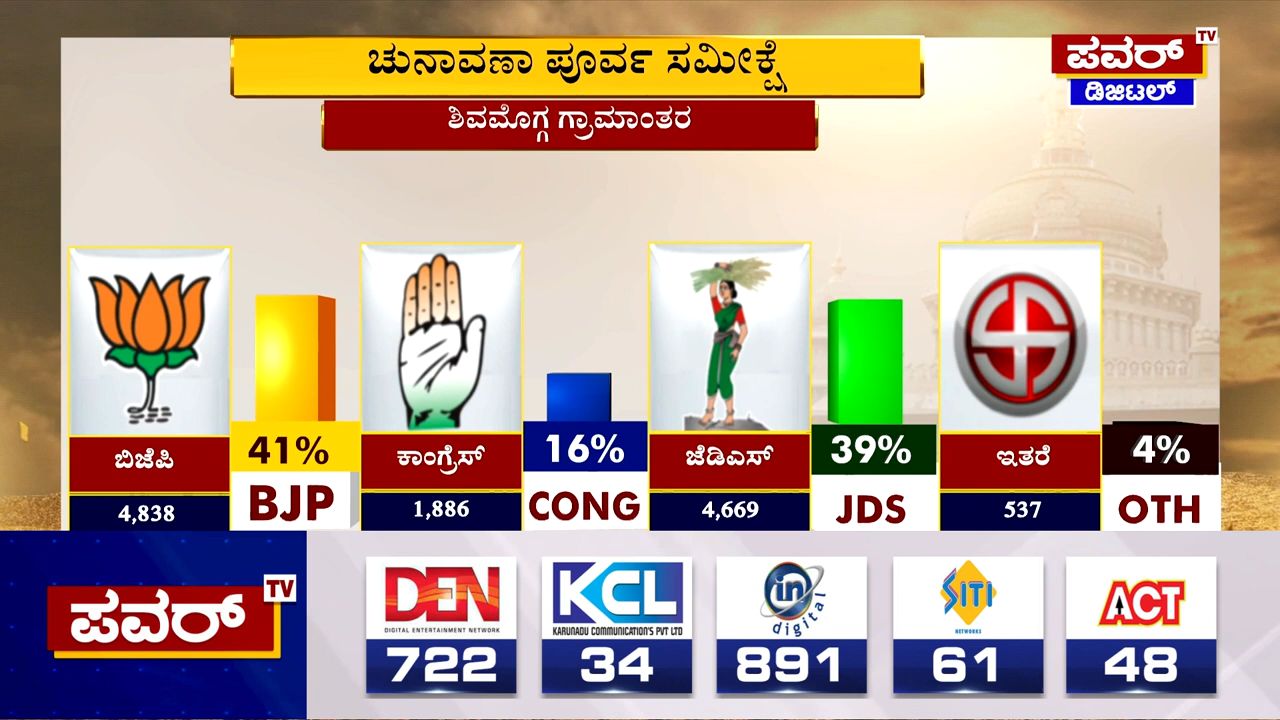 ಚುನಾವಣಾ ಪೂರ್ವ ಸಮೀಕ್ಷೆ
ಪವರ್ TV
ಡಿಜಿಟಲ್
ಶಿವಮೊಗ್ಗ ಗ್ರಾಮಾಂತರ
ಬಿಜೆಪಿ
4,838
41%
BJP
ಕಾಂಗ್ರೆಸ್
1,886
16%
CONG
ಜೆಡಿಎಸ್
4,669
39%
JDS
ಇತರೆ
537
4%
OTH
ಪವರ್ TV
DEN
DIGITAL ENTERTAINMENT NETWORK
722
KCL
KARUNADU COMMUNICATION'S PVT LTD
34
in
digital
891
SITI
NETWORKS
61
ACT
48